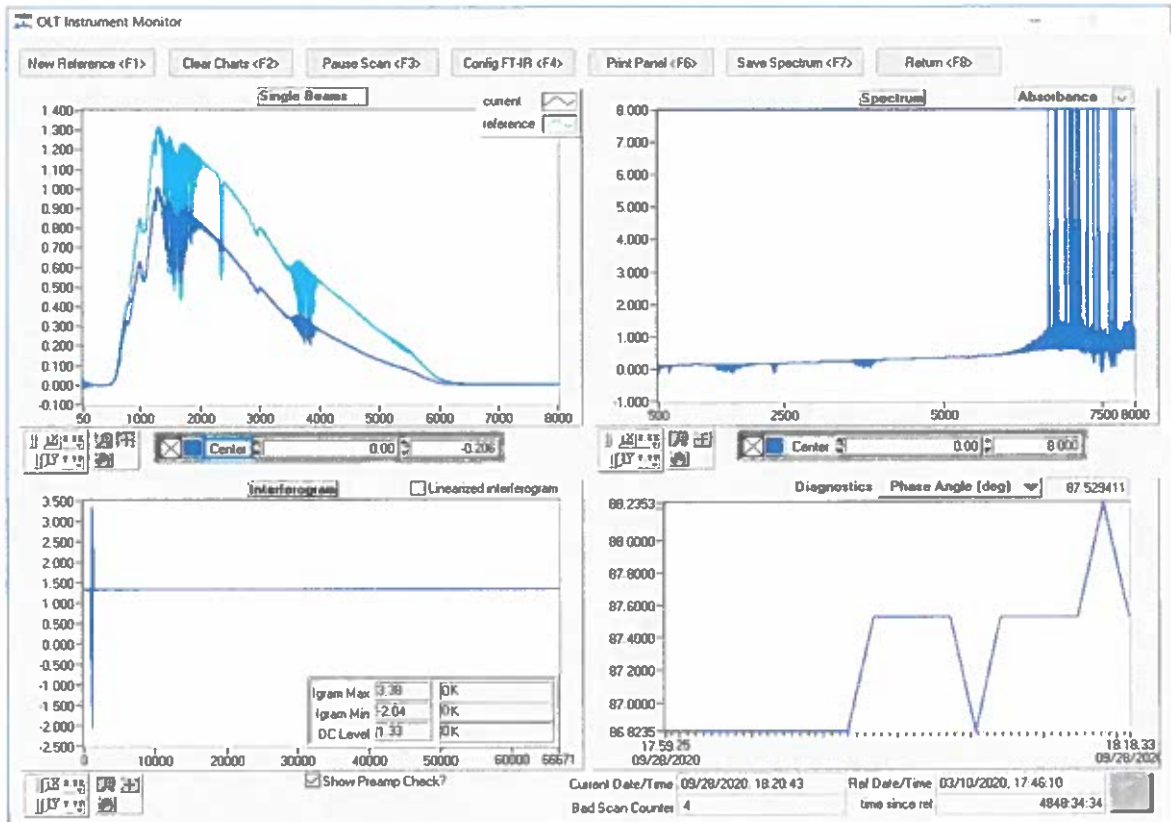 OLT Instrument Monitor
New Reference <F1> Clear Charts <F2> Pause Scan <F3> Config FT-IR <F4> Print Panel <F6> Save Spectrum <F7> Return <F8>
Single Beams
current
reference
1.400
1.300
1.200
1.100
1.000
0.900
0.800
0.700
0.600
0.500
0.400
0.300
0.200
0.100
0.000
-0.100
50 1000 2000 3000 4000 5000 6000 7000 8000
Center 0.00 -0.206
Spectrum Absorbance
8.000
7.000
6.000
5.000
4.000
3.000
2.000
1.000
0.000
-1.000
500 2500 5000 7500 8000
Center 0.00 8.000
Interferogram Linearized interferogram
3.500
3.000
2.500
2.000
1.500
1.000
0.500
0.000
-0.500
-1.000
-1.500
-2.000
-2.500
Igram Max 3.38 OK
Igram Min -2.04 OK
DC Level 1.33 OK
0 10000 20000 30000 40000 50000 60000 66671
Show Preamp Check?
Diagnostics Phase Angle (deg) 87.529411
88.2353
88.0000
87.8000
87.6000
87.4000
87.2000
87.0000
86.8235
17:59:25 18:18:33
09/28/2020 09/28/2020
Current Date/Time 09/28/2020, 18:20:43 Ref Date/Time 03/10/2020, 17:46:10
Bad Scan Counter 4 time since ref 4848:34:34